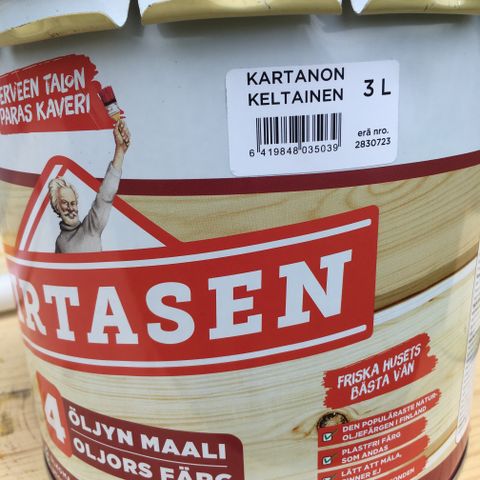 TALON
PARAS KAVERI
KARTANON
KELTAINEN
3 L
6 419848 035039
erä nro.
2830723
RTASEN
FRISKA HUSETS
BÄSTA VÄN
4
ÖLJYN MAALI
OLJORS FÄRG
DEN POPULÄRASTE NATUR-
OLJEFÄRGEN I FINLAND
PLASTFRI FÄRG
SOM ANDAS
LÄTT ATT MÅLA,